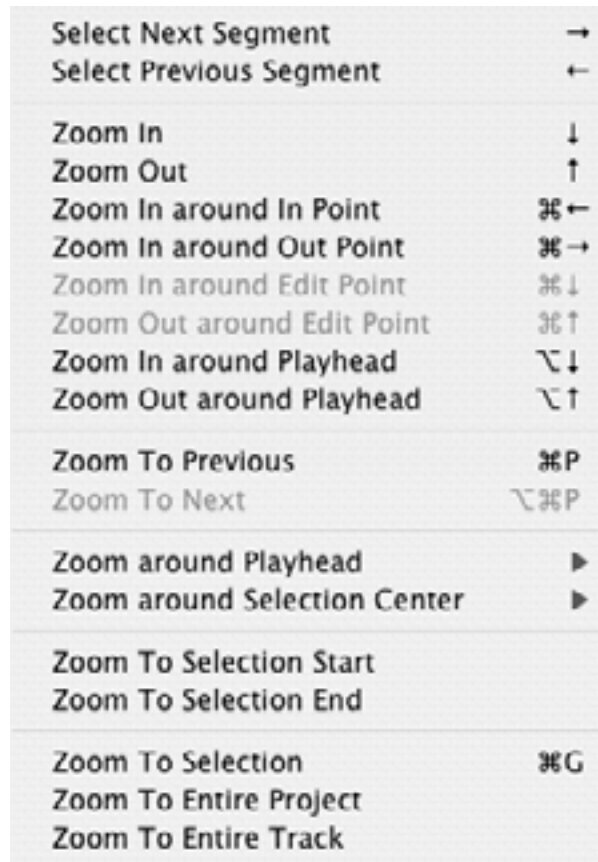 Select Next Segment →
Select Previous Segment ←
Zoom In ↓
Zoom Out ↑
Zoom In around In Point ⌘←
Zoom In around Out Point ⌘→
Zoom In around Edit Point ⌘↓
Zoom Out around Edit Point ⌘↑
Zoom In around Playhead ⌥↓
Zoom Out around Playhead ⌥↑
Zoom To Previous ⌘P
Zoom To Next ⌥⌘P
Zoom around Playhead ▶
Zoom around Selection Center ▶
Zoom To Selection Start
Zoom To Selection End
Zoom To Selection ⌘G
Zoom To Entire Project
Zoom To Entire Track